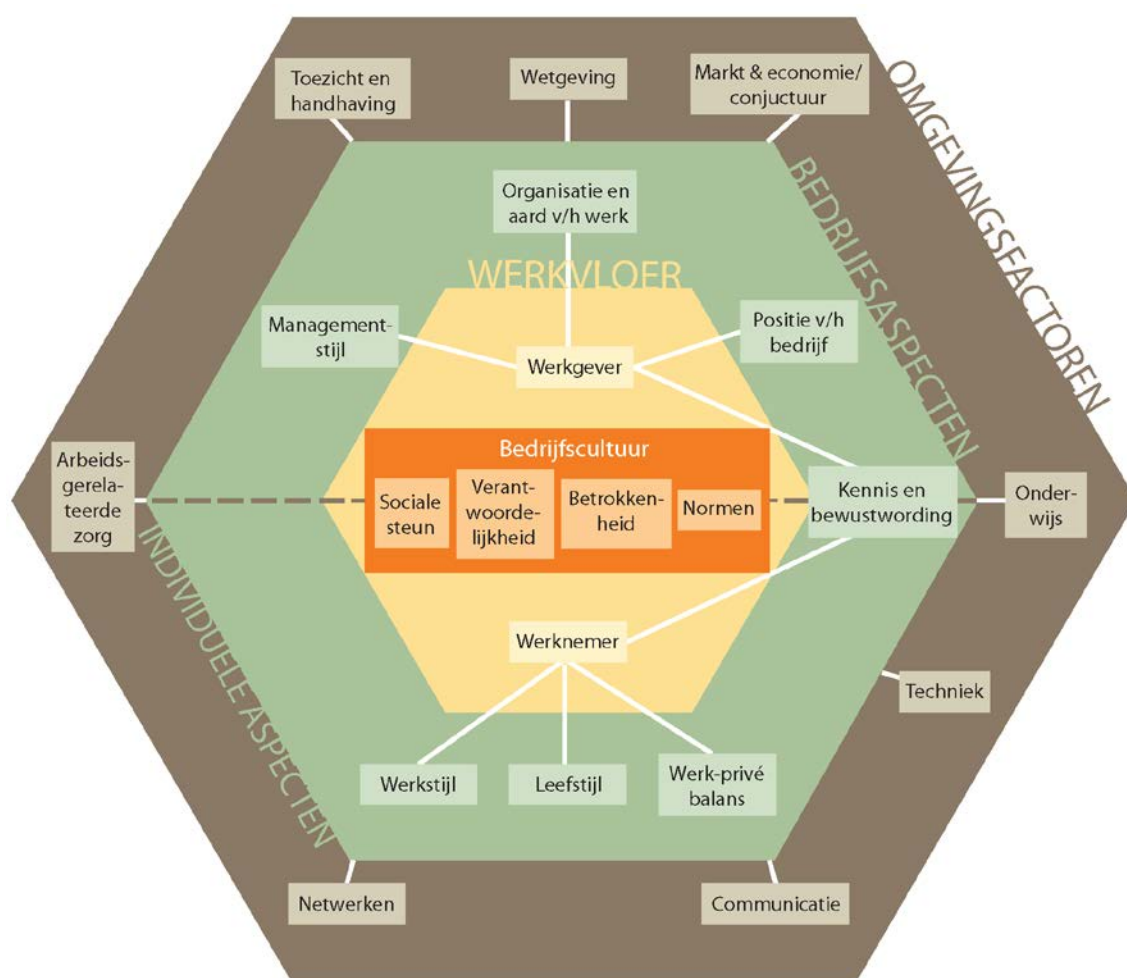 Toezicht en
handhaving
Wetgeving
Markt & economie/
conjuctuur
OMGEVINGSFACTOREN
BEDRIJFSASPECTEN
Organisatie en
aard v/h werk
WERKVLOER
Management-
stijl
Positie v/h
bedrijf
Werkgever
Bedrijfscultuur
Sociale
steun
Verant-
woorde-
lijkheid
Betrokken-
heid
Normen
Kennis en
bewustwording
Arbeids-
gerela-
teerde
zorg
Onder-
wijs
INDIVIDUELE ASPECTEN
Werknemer
Techniek
Werkstijl
Leefstijl
Werk-privé
balans
Netwerken
Communicatie